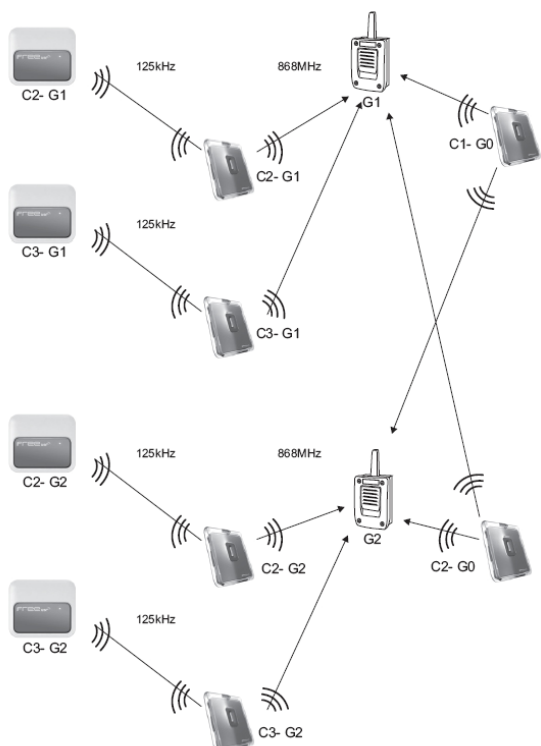 125kHz
868MHz
C2- G1
G1
C1- G0
C2- G1
125kHz
C3- G1
C3- G1
125kHz
868MHz
C2- G2
G2
C2- G2
C2- G0
125kHz
C3- G2
C3- G2